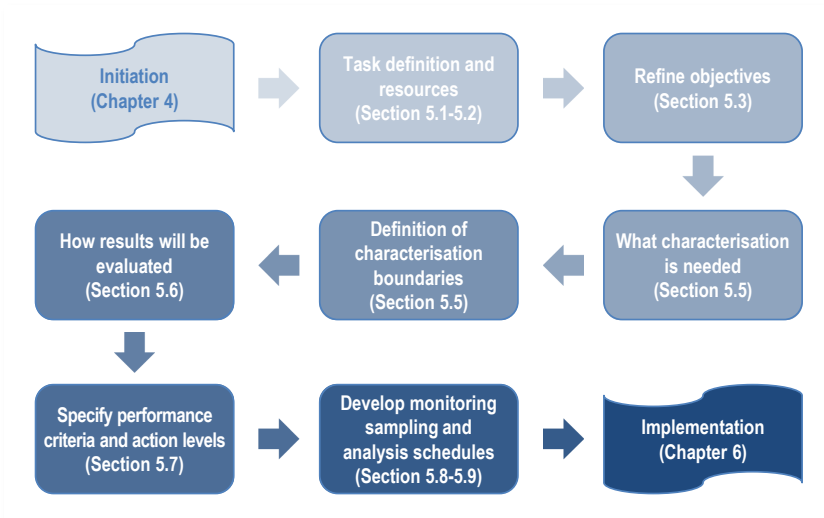 Initiation
(Chapter 4)
Task definition and
resources
(Section 5.1-5.2)
Refine objectives
(Section 5.3)
What characterisation
is needed
(Section 5.5)
Definition of
characterisation
boundaries
(Section 5.5)
How results will be
evaluated
(Section 5.6)
Specify performance
criteria and action levels
(Section 5.7)
Develop monitoring
sampling and
analysis schedules
(Section 5.8-5.9)
Implementation
(Chapter 6)